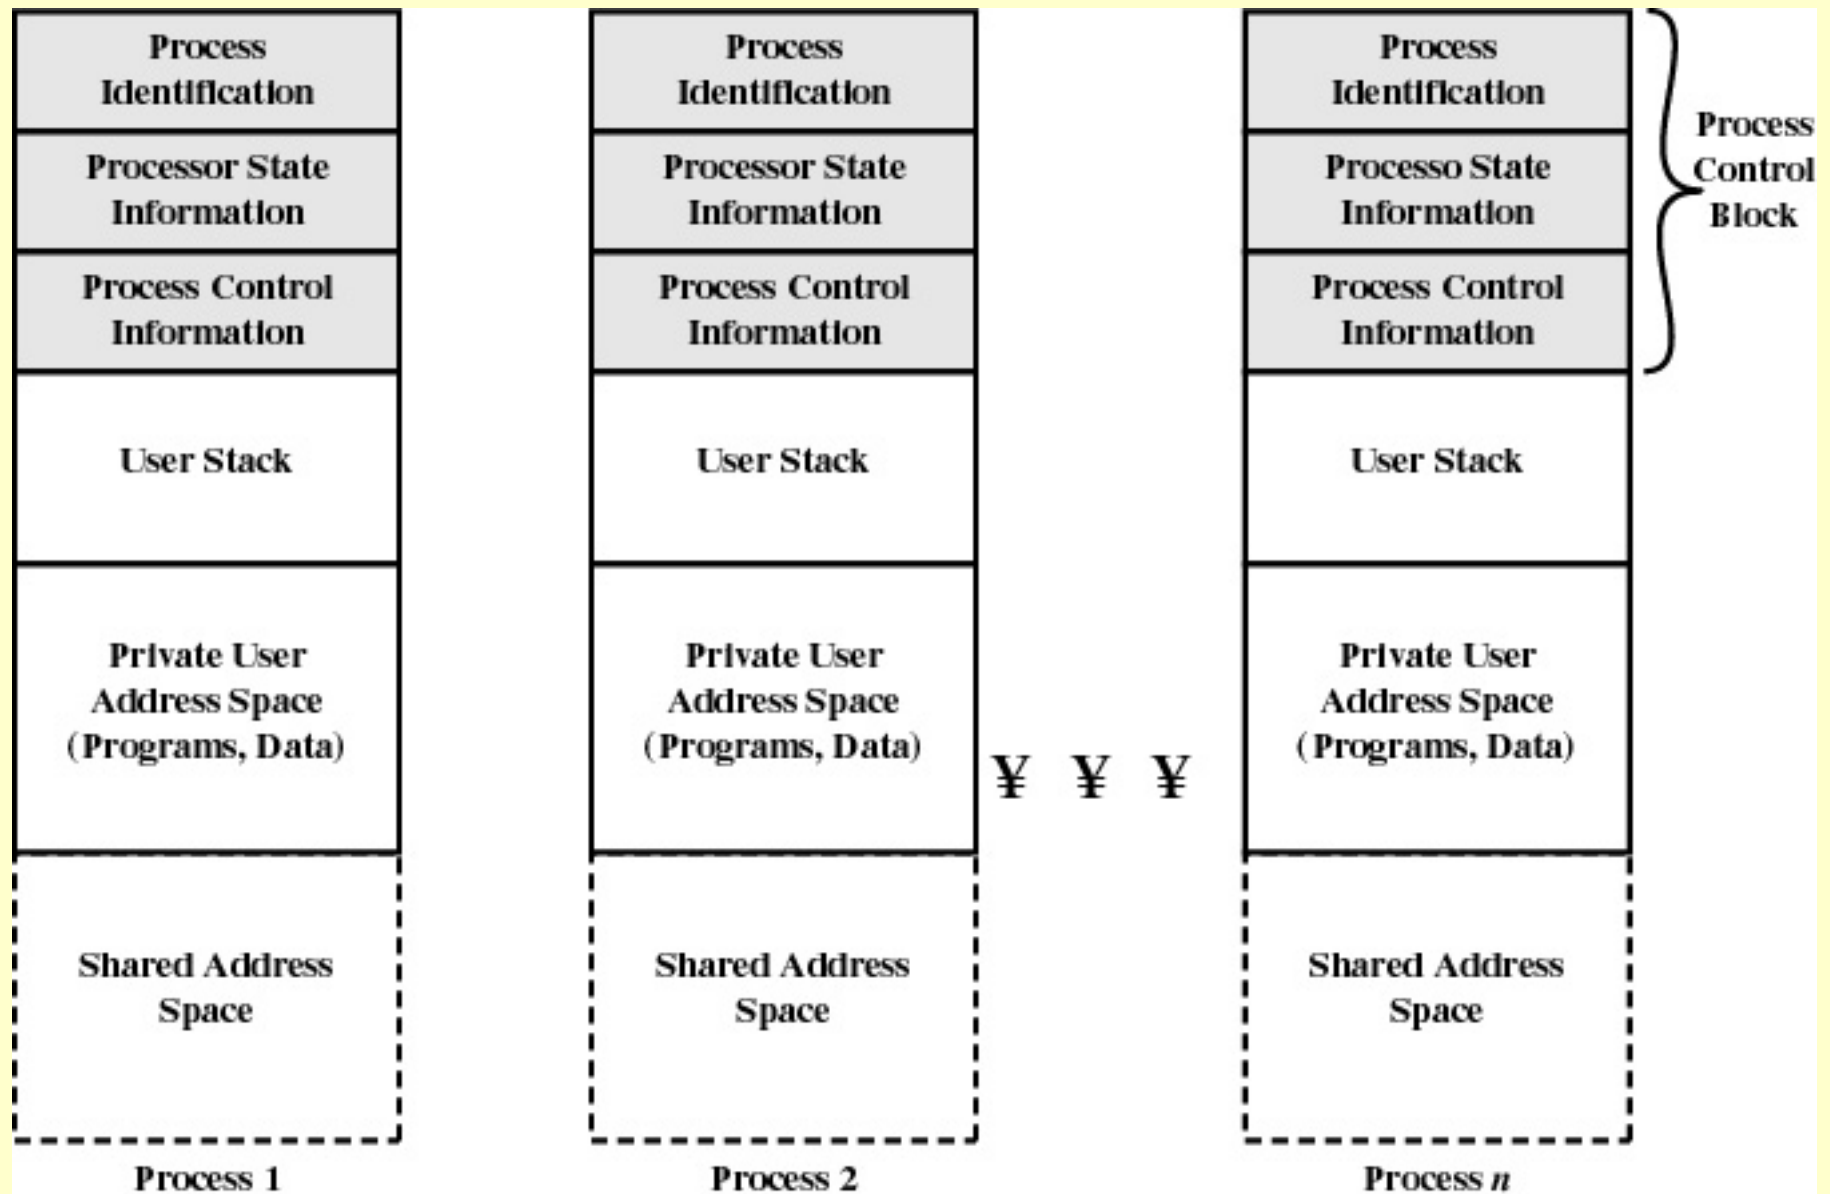 Process
Identification
Processor State
Information
Process Control
Information
User Stack
Private User
Address Space
(Programs, Data)
Shared Address
Space
Process 1
Process
Identification
Processor State
Information
Process Control
Information
User Stack
Private User
Address Space
(Programs, Data)
Shared Address
Space
Process 2
¥ ¥ ¥
Process
Identification
Processo State
Information
Process Control
Information
User Stack
Private User
Address Space
(Programs, Data)
Shared Address
Space
Process n
Process
Control
Block